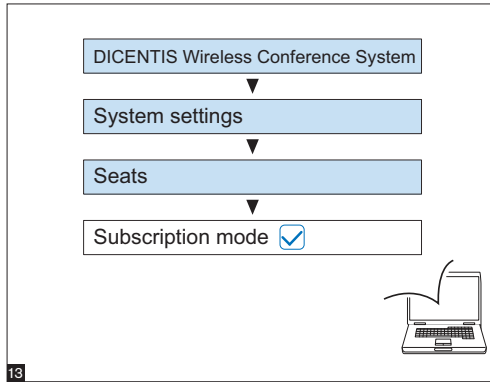 DICENTIS Wireless Conference System
System settings
Seats
Subscription mode
13